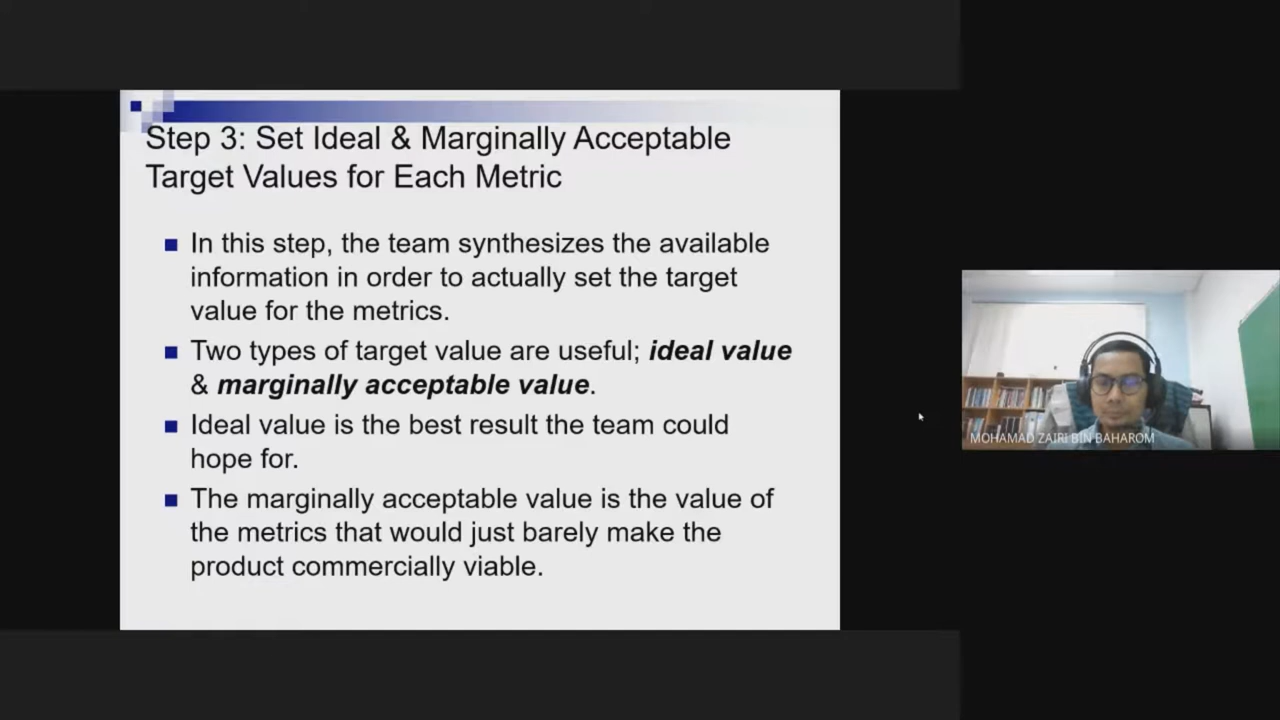 Step 3: Set Ideal & Marginally Acceptable
Target Values for Each Metric
In this step, the team synthesizes the available
information in order to actually set the target
value for the metrics.
Two types of target value are useful; ideal value
& marginally acceptable value.
Ideal value is the best result the team could
hope for.
The marginally acceptable value is the value of
the metrics that would just barely make the
product commercially viable.
MOHAMAD ZAIRI BIN BAHAROM